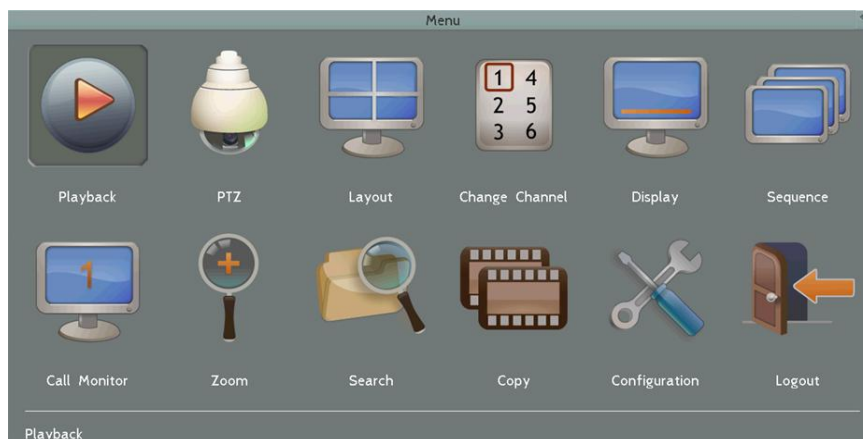 Menu
1 4
2 5
3 6
Playback PTZ Layout Change Channel Display Sequence
1
Call Monitor Zoom Search Copy Configuration Logout
Playback